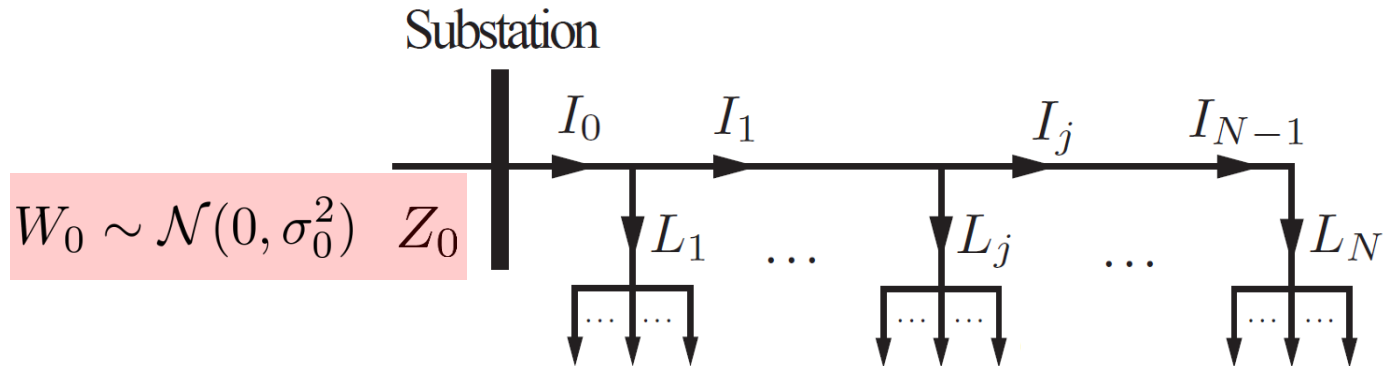 Substation
I_0 I_1 I_j I_{N-1}
W_0 ∼ 𝒩(0, σ_0^2) Z_0 L_1 … L_j … L_N
… … … … … …